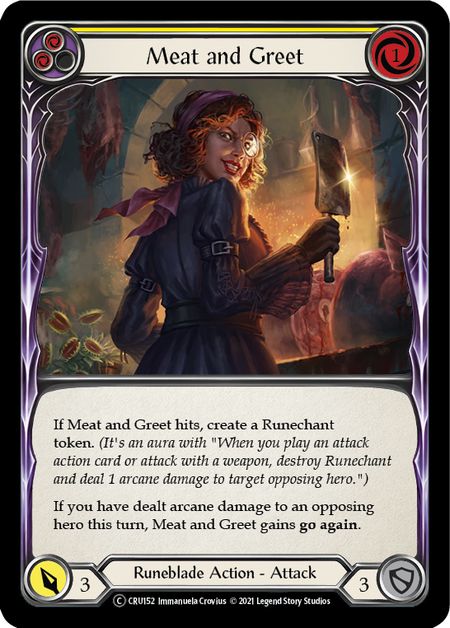 Meat and Greet
1
If Meat and Greet hits, create a Runechant
token. (It's an aura with "When you play an attack
action card or attack with a weapon, destroy Runechant
and deal 1 arcane damage to target opposing hero.")
If you have dealt arcane damage to an opposing
hero this turn, Meat and Greet gains go again.
3
Runeblade Action - Attack
3
C CRU152 Immanuela Crovius © 2021 Legend Story Studios